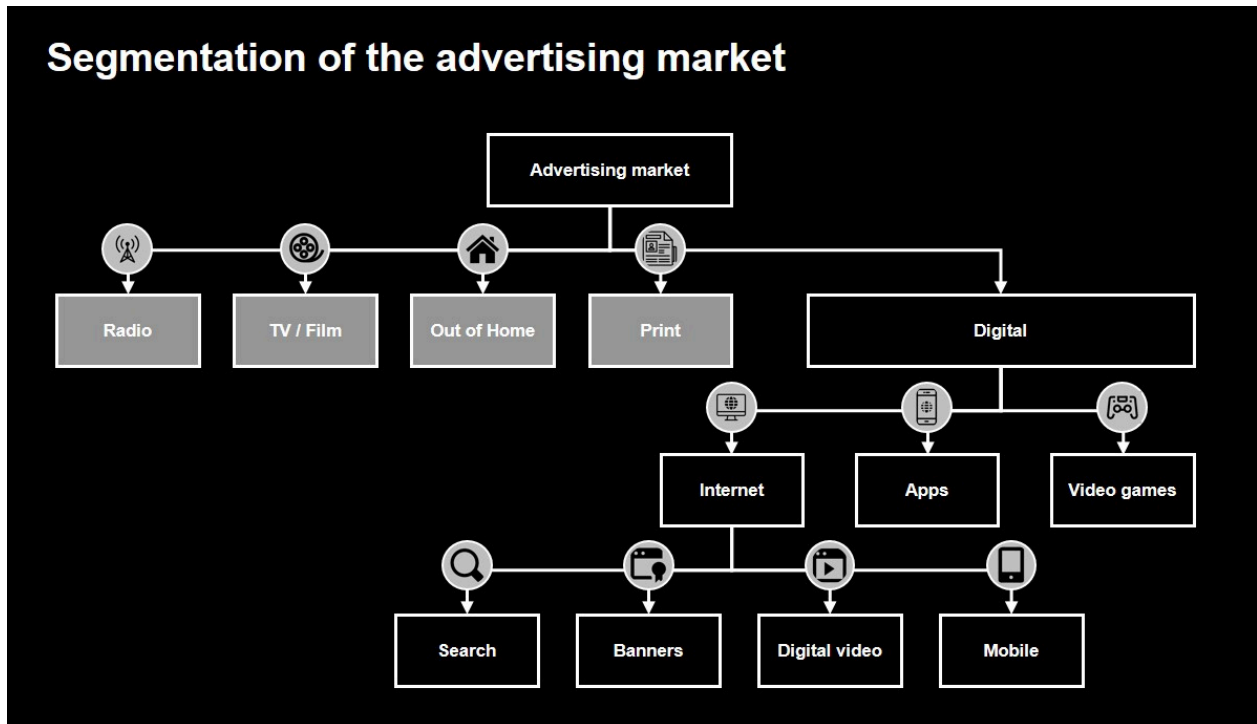 Segmentation of the advertising market
Advertising market
Radio
TV / Film
Out of Home
Print
Digital
Internet
Apps
Video games
Search
Banners
Digital video
Mobile